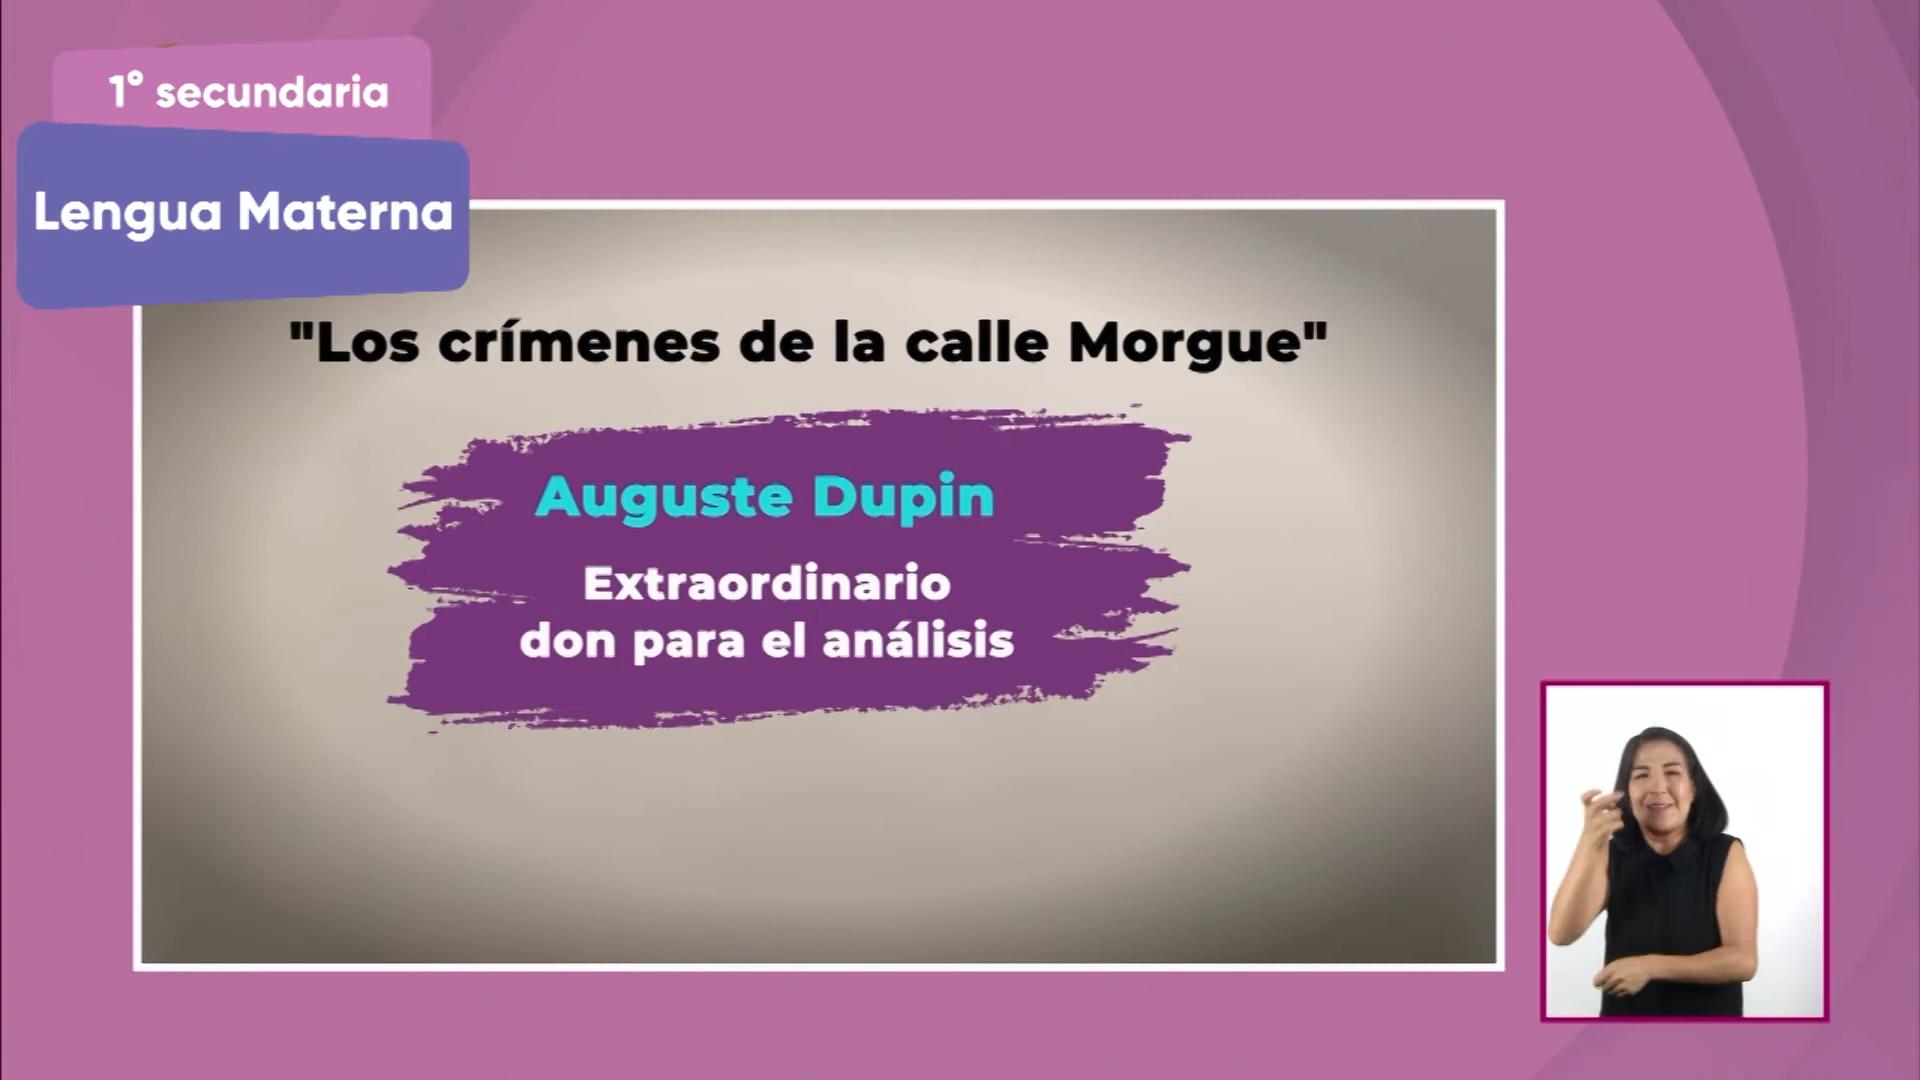 1° secundaria
Lengua Materna
"Los crímenes de la calle Morgue"
Auguste Dupin
Extraordinario
don para el análisis